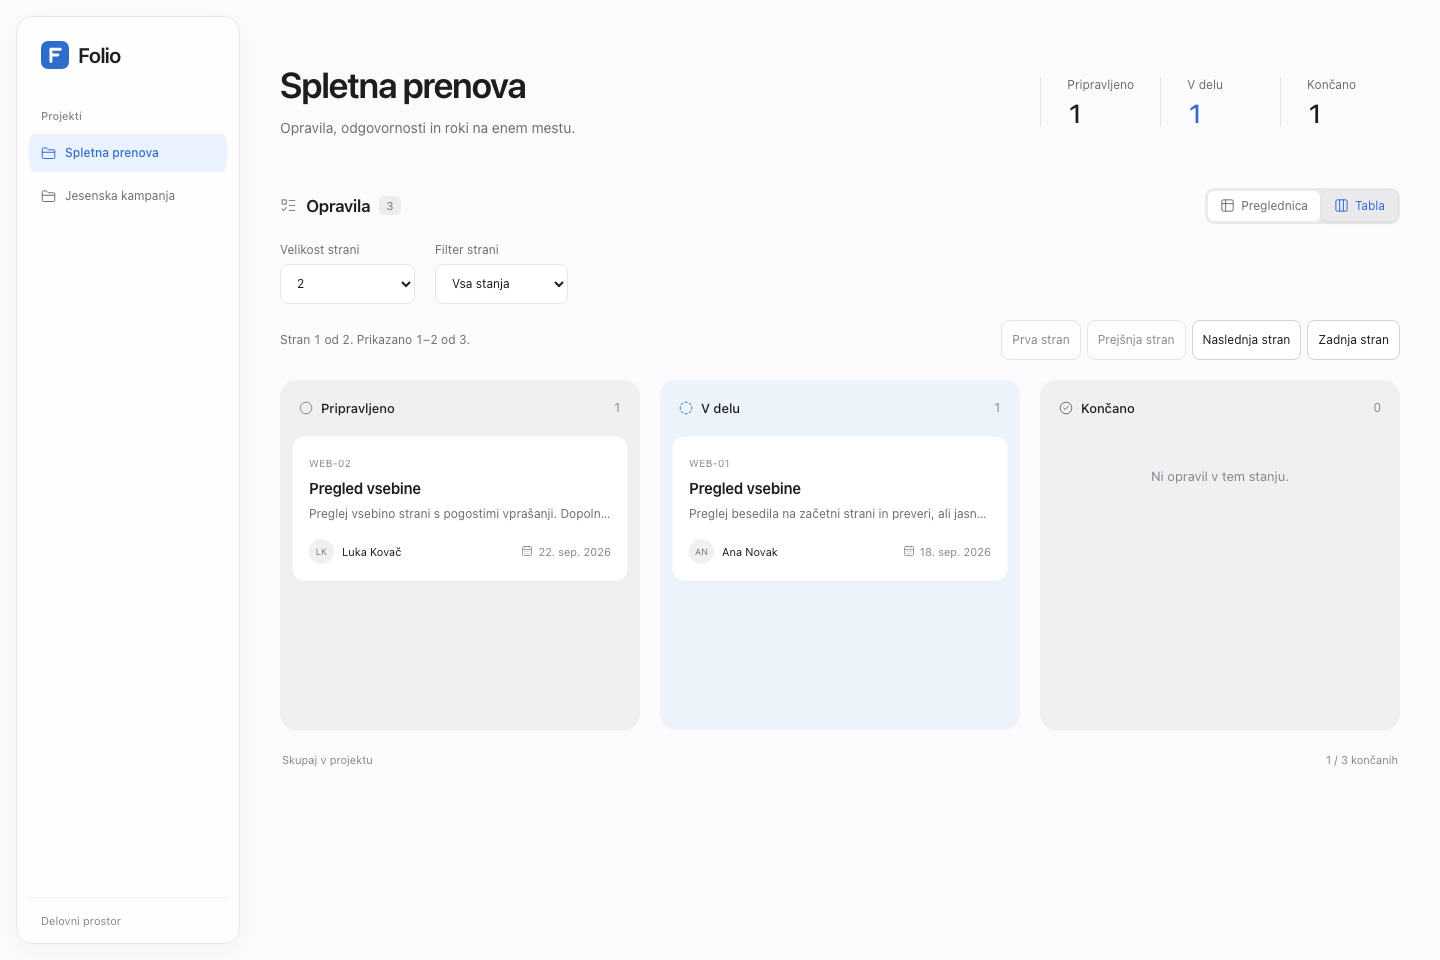 Folio
Projekti
Spletna prenova
Jesenska kampanja
Delovni prostor
Spletna prenova
Opravila, odgovornosti in roki na enem mestu.
Pripravljeno
1
V delu
1
Končano
1
Opravila 3
Preglednica
Tabla
Velikost strani
2
Filter strani
Vsa stanja
Stran 1 od 2. Prikazano 1–2 od 3.
Prva stran
Prejšnja stran
Naslednja stran
Zadnja stran
Pripravljeno 1
WEB-02
Pregled vsebine
Preglej vsebino strani s pogostimi vprašanji. Dopoln...
LK Luka Kovač 22. sep. 2026
V delu 1
WEB-01
Pregled vsebine
Preglej besedila na začetni strani in preveri, ali jasn...
AN Ana Novak 18. sep. 2026
Končano 0
Ni opravil v tem stanju.
Skupaj v projektu
1 / 3 končanih